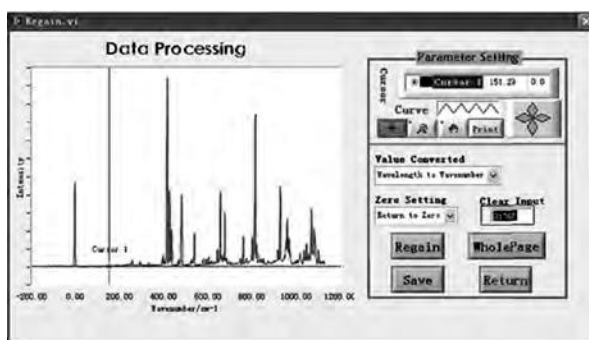 Regain.vi
Data Processing
Intensity
Cursor 1
-200.00 0.00 200.00 400.00 600.00 800.00 1000.00 1200.00
Wavenumber/cm-1
Parameter Setting
Cursor
Cursor 1 151.23 0.0
Curve
Print
Value Converted
Wavelength to Wavenumber
Zero Setting
Return to Zero
Clear Input
Regain
WholePage
Save
Return